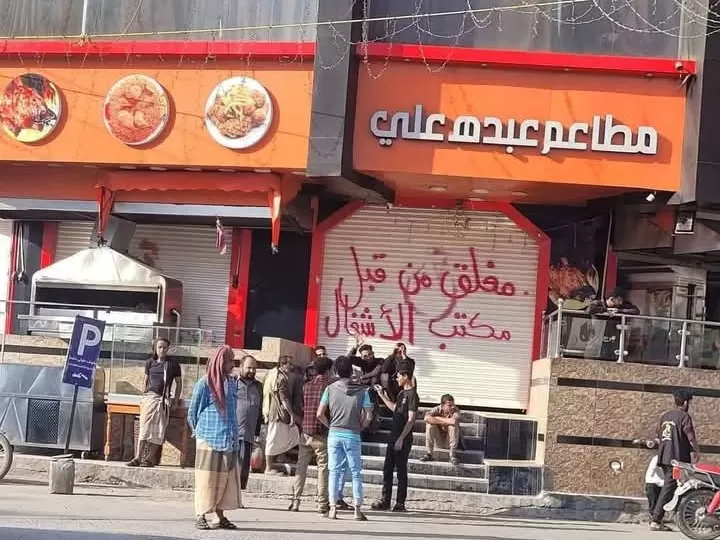 مطاعم عبده علي
مغلق من قبل
مكتب الأشغال
P